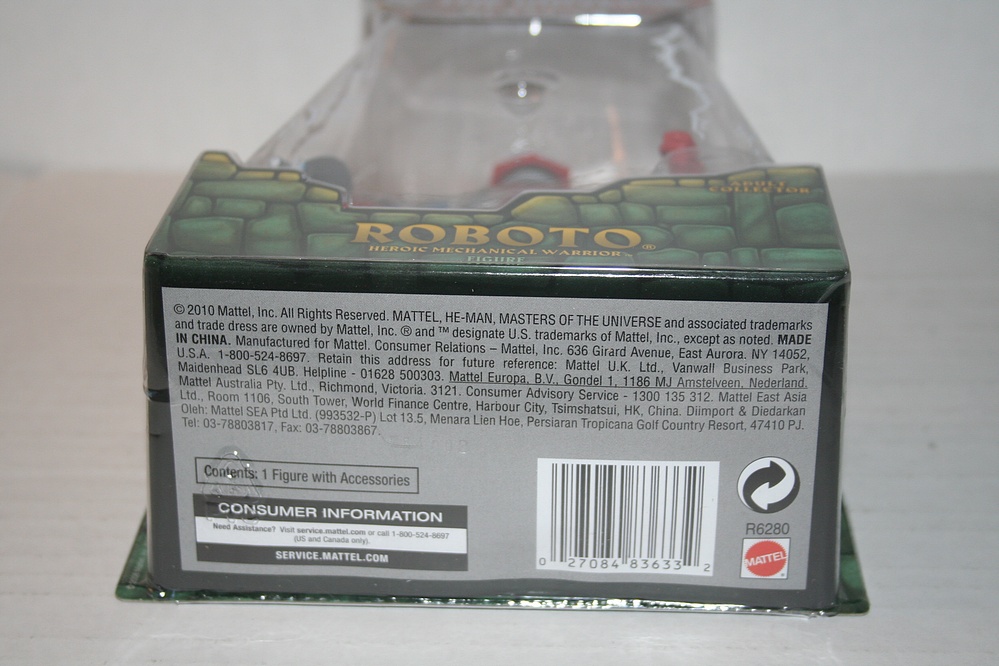 ADULT
COLLECTOR
ROBOTO®
HEROIC MECHANICAL WARRIOR
FIGURE
© 2010 Mattel, Inc. All Rights Reserved. MATTEL, HE-MAN, MASTERS OF THE UNIVERSE and associated trademarks
and trade dress are owned by Mattel, Inc. ® and ™ designate U.S. trademarks of Mattel, Inc., except as noted. MADE
IN CHINA. Manufactured for Mattel. Consumer Relations – Mattel, Inc. 636 Girard Avenue, East Aurora. NY 14052,
U.S.A. 1-800-524-8697. Retain this address for future reference: Mattel U.K. Ltd., Vanwall Business Park,
Maidenhead SL6 4UB. Helpline - 01628 500303. Mattel Europa, B.V., Gondel 1, 1186 MJ Amstelveen, Nederland.
Mattel Australia Pty. Ltd., Richmond, Victoria. 3121. Consumer Advisory Service - 1300 135 312. Mattel East Asia
Ltd., Room 1106, South Tower, World Finance Centre, Harbour City, Tsimshatsui, HK, China. Diimport & Diedarkan
Oleh: Mattel SEA Ptd Ltd. (993532-P) Lot 13.5, Menara Lien Hoe, Persiaran Tropicana Golf Country Resort, 47410 PJ.
Tel: 03-78803817, Fax: 03-78803867.
Contents: 1 Figure with Accessories
CONSUMER INFORMATION
Need Assistance? Visit service.mattel.com or call 1-800-524-8697
(US and Canada only).
SERVICE.MATTEL.COM
0 27084 83633 2
R6280
MATTEL